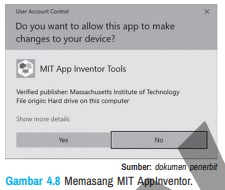 User Account Control
Do you want to allow this app to make
changes to your device?
MIT App Inventor Tools
Verified publisher: Massachusetts Institute of Technology
File origin: Hard drive on this computer
Show more details
Yes
No
Sumber: dokumen penerbit
Gambar 4.8 Memasang MIT AppInventor.